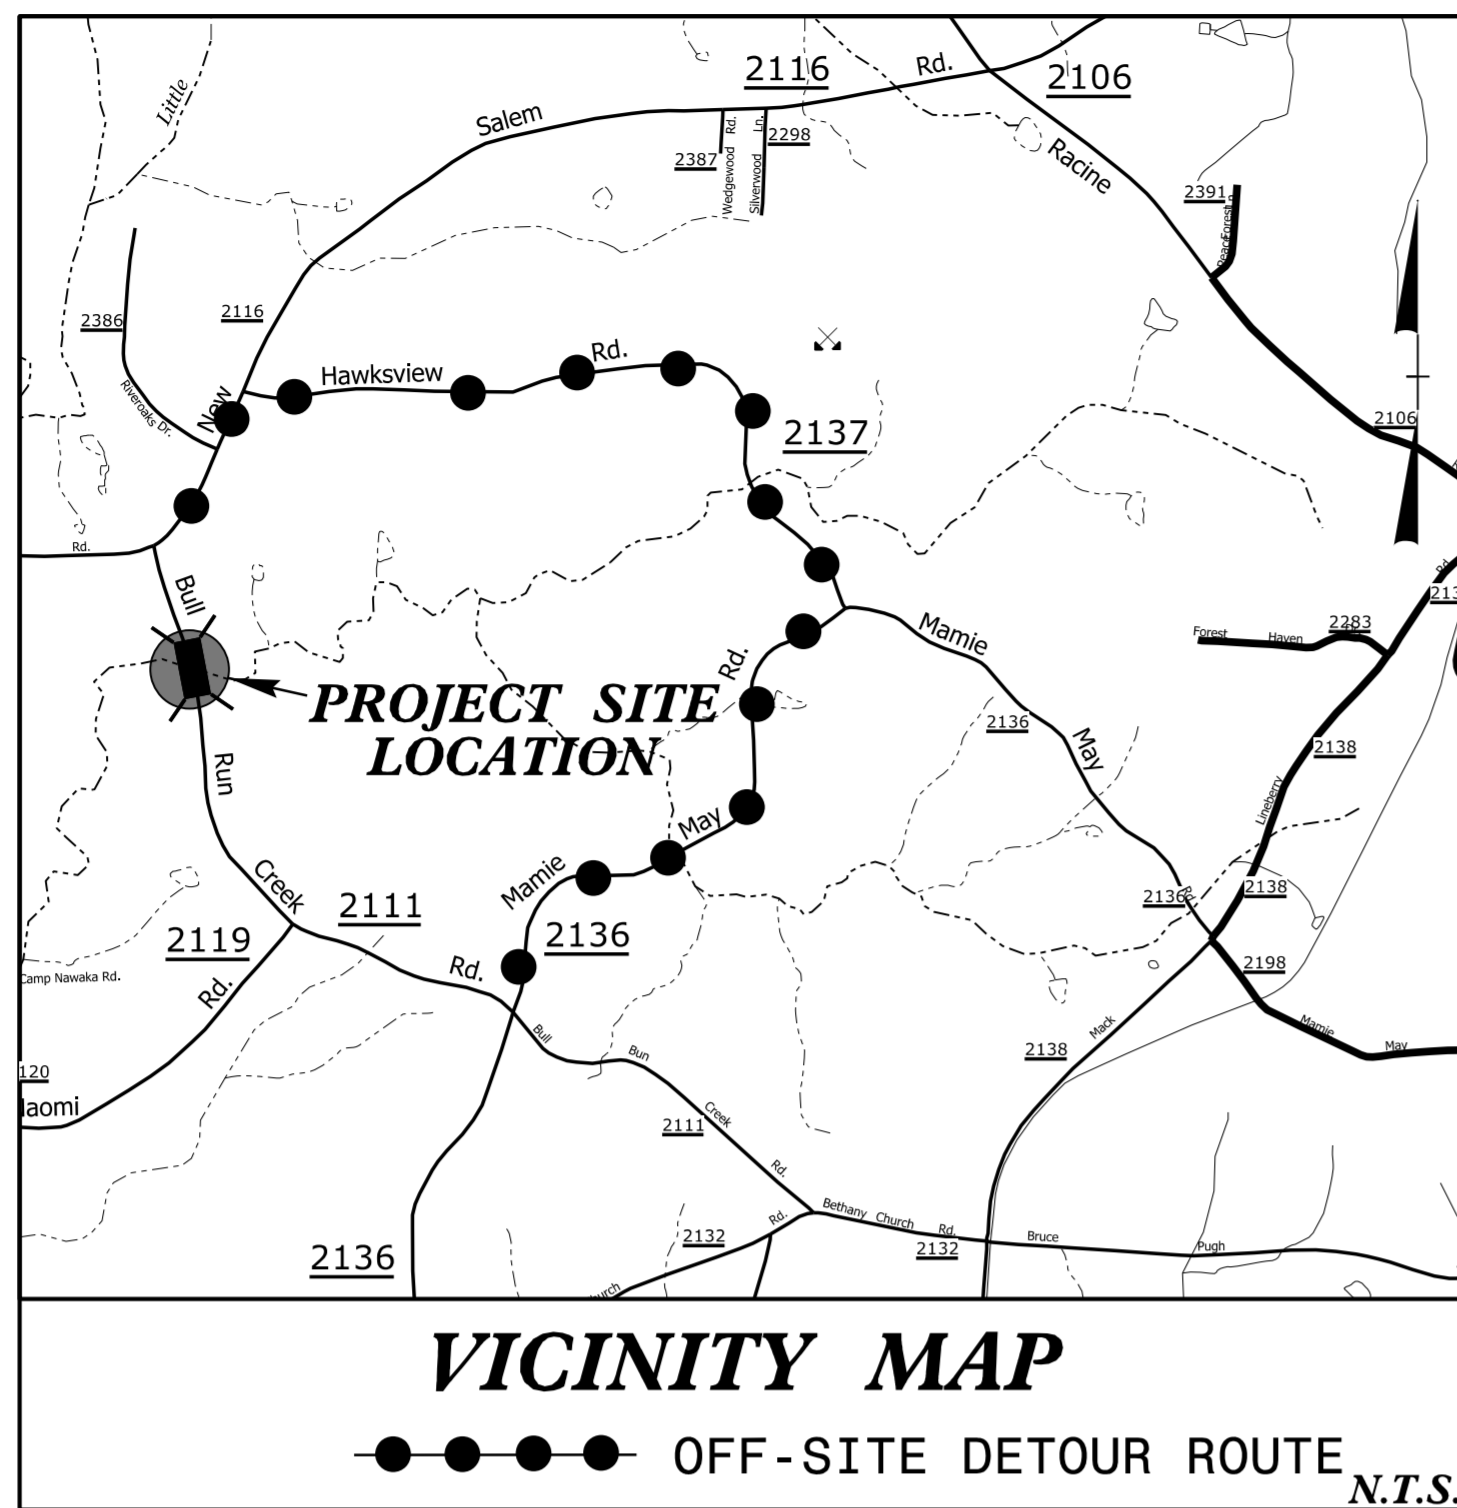 Little
Salem
2116
Rd.
2106
Racine
2387
Wedgewood Rd.
Silverwood Ln.
2298
2391
2386
2116
Riveroaks Dr.
New
Hawksview
Rd.
2137
2106
Rd.
Bull
PROJECT SITE
LOCATION
Run
Creek
2111
2119
Rd.
Rd.
Camp Nawaka Rd.
120
Rd.
May
Mamie
2136
Mamie
May
2136
2136
Rd.
Forest Haven
2283
Rd.
2138
Lineberry
2138
2198
Mamie
May
Mack
2138
Bull
Bun
Creek
Rd.
2111
2136
2132
Rd.
Bethany Church Rd.
2132
Bruce
Pugh
VICINITY MAP
OFF-SITE DETOUR ROUTE
N.T.S.